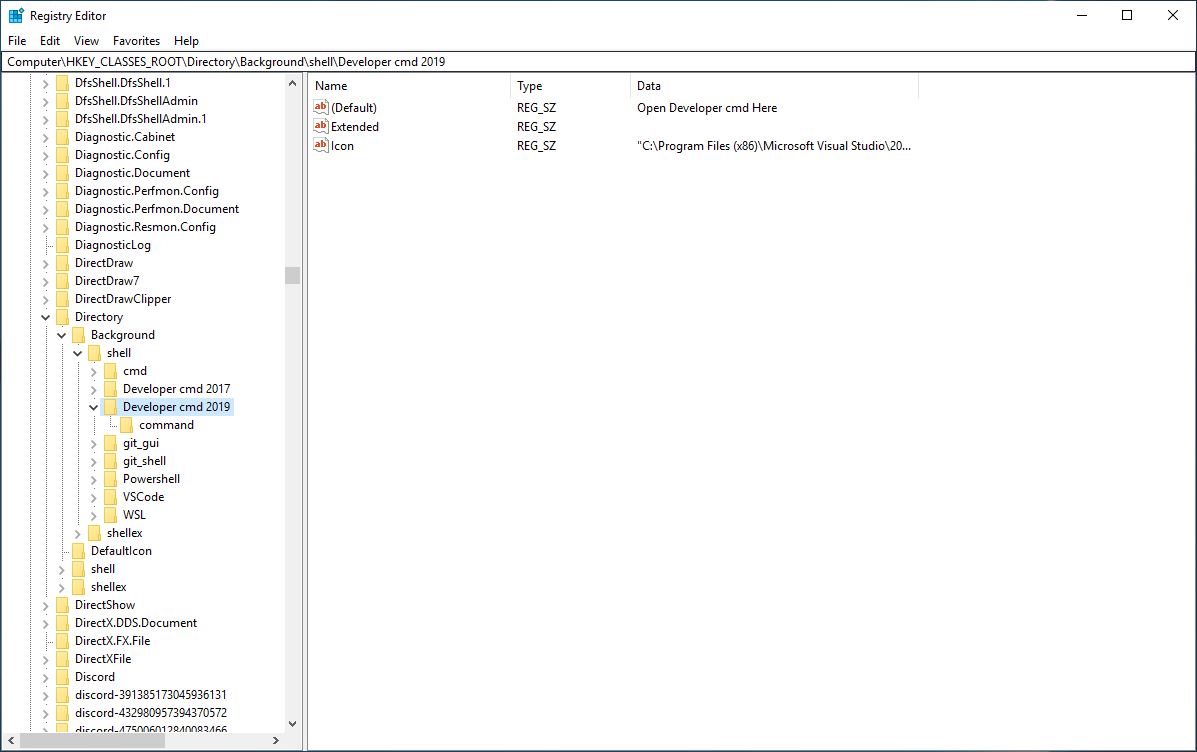 Registry Editor
File Edit View Favorites Help
Computer\HKEY_CLASSES_ROOT\Directory\Background\shell\Developer cmd 2019
DfsShell.DfsShell.1
DfsShell.DfsShellAdmin
DfsShell.DfsShellAdmin.1
Diagnostic.Cabinet
Diagnostic.Config
Diagnostic.Document
Diagnostic.Perfmon.Config
Diagnostic.Perfmon.Document
Diagnostic.Resmon.Config
DiagnosticLog
DirectDraw
DirectDraw7
DirectDrawClipper
Directory
Background
shell
cmd
Developer cmd 2017
Developer cmd 2019
command
git_gui
git_shell
Powershell
VSCode
WSL
shellex
DefaultIcon
shell
shellex
DirectShow
DirectX.DDS.Document
DirectX.FX.File
DirectXFile
Discord
discord-391385173045936131
discord-432980957394370572
discord-475006012840083466
Name Type Data
ab (Default) REG_SZ Open Developer cmd Here
ab Extended REG_SZ
ab Icon REG_SZ "C:\Program Files (x86)\Microsoft Visual Studio\20...